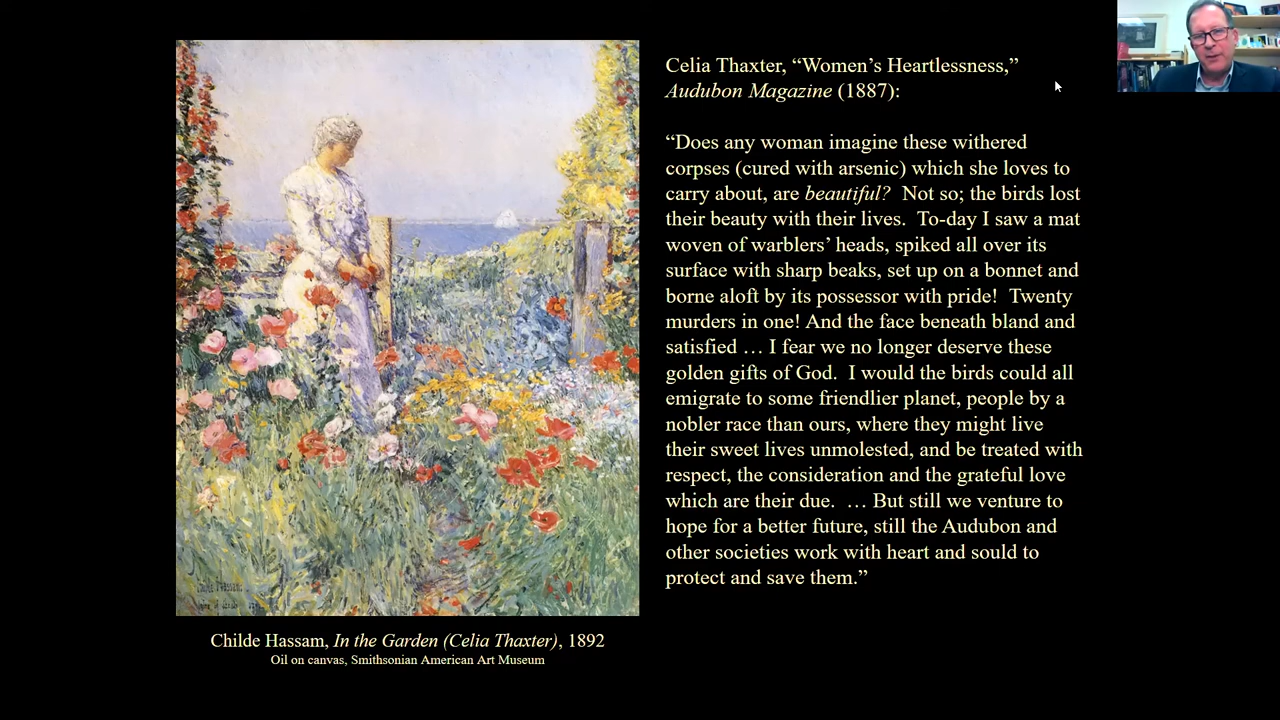 Celia Thaxter, “Women’s Heartlessness,”
Audubon Magazine (1887):
“Does any woman imagine these withered
corpses (cured with arsenic) which she loves to
carry about, are beautiful?  Not so; the birds lost
their beauty with their lives.  To-day I saw a mat
woven of warblers’ heads, spiked all over its
surface with sharp beaks, set up on a bonnet and
borne aloft by its possessor with pride!  Twenty
murders in one! And the face beneath bland and
satisfied … I fear we no longer deserve these
golden gifts of God.  I would the birds could all
emigrate to some friendlier planet, people by a
nobler race than ours, where they might live
their sweet lives unmolested, and be treated with
respect, the consideration and the grateful love
which are their due.  … But still we venture to
hope for a better future, still the Audubon and
other societies work with heart and sould to
protect and save them.”
Childe Hassam, In the Garden (Celia Thaxter), 1892
Oil on canvas, Smithsonian American Art Museum